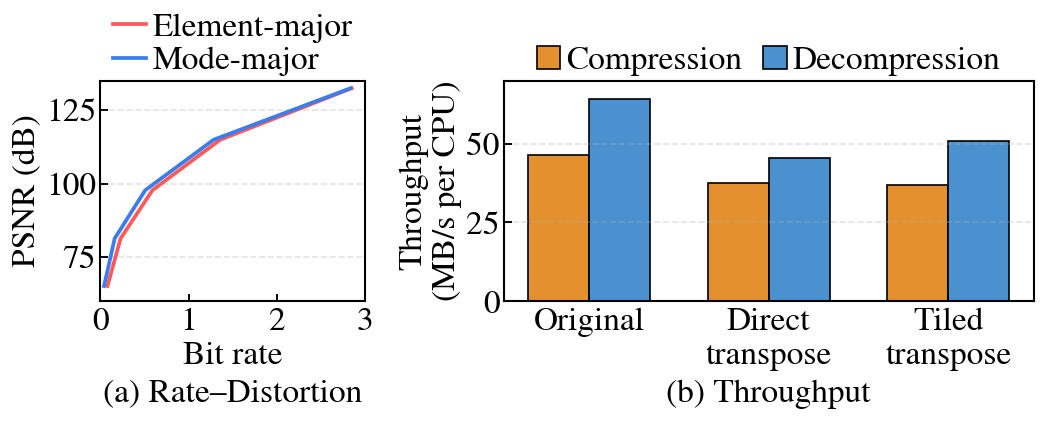 Element-major
Mode-major
PSNR (dB)
125
100
75
0 1 2 3
Bit rate
(a) Rate–Distortion
Compression Decompression
Throughput
(MB/s per CPU)
50
25
0
Original Direct transpose Tiled transpose
(b) Throughput